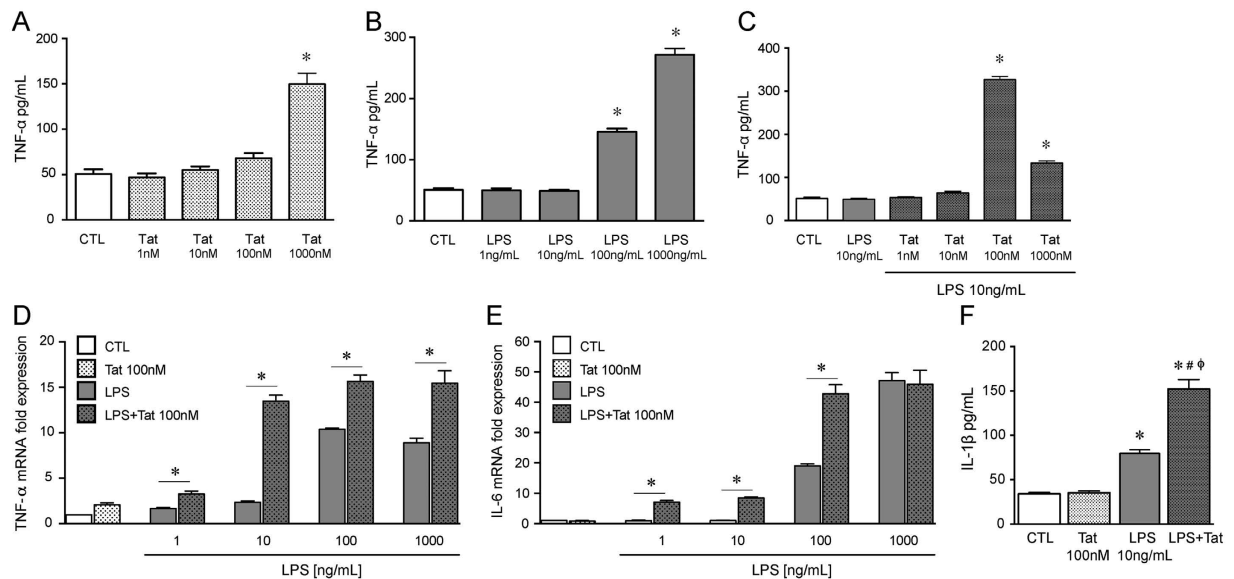 A
TNF-α pg/mL
200
150
100
50
0
CTL Tat Tat Tat Tat
1nM 10nM 100nM 1000nM
*
B
TNF-α pg/mL
300
200
100
0
CTL LPS LPS LPS LPS
1ng/mL 10ng/mL 100ng/mL 1000ng/mL
*
*
C
TNF-α pg/mL
400
300
200
100
0
CTL LPS Tat Tat Tat Tat
10ng/mL 1nM 10nM 100nM 1000nM
LPS 10ng/mL
*
*
D
TNF-α mRNA fold expression
20
15
10
5
0
CTL
Tat 100nM
LPS
LPS+Tat 100nM
*
*
*
*
1 10 100 1000
LPS [ng/mL]
E
IL-6 mRNA fold expression
60
50
40
30
20
10
0
CTL
Tat 100nM
LPS
LPS+Tat 100nM
*
*
*
1 10 100 1000
LPS [ng/mL]
F
IL-1β pg/mL
200
150
100
50
0
*
*#ϕ
CTL Tat LPS LPS+Tat
100nM 10ng/mL